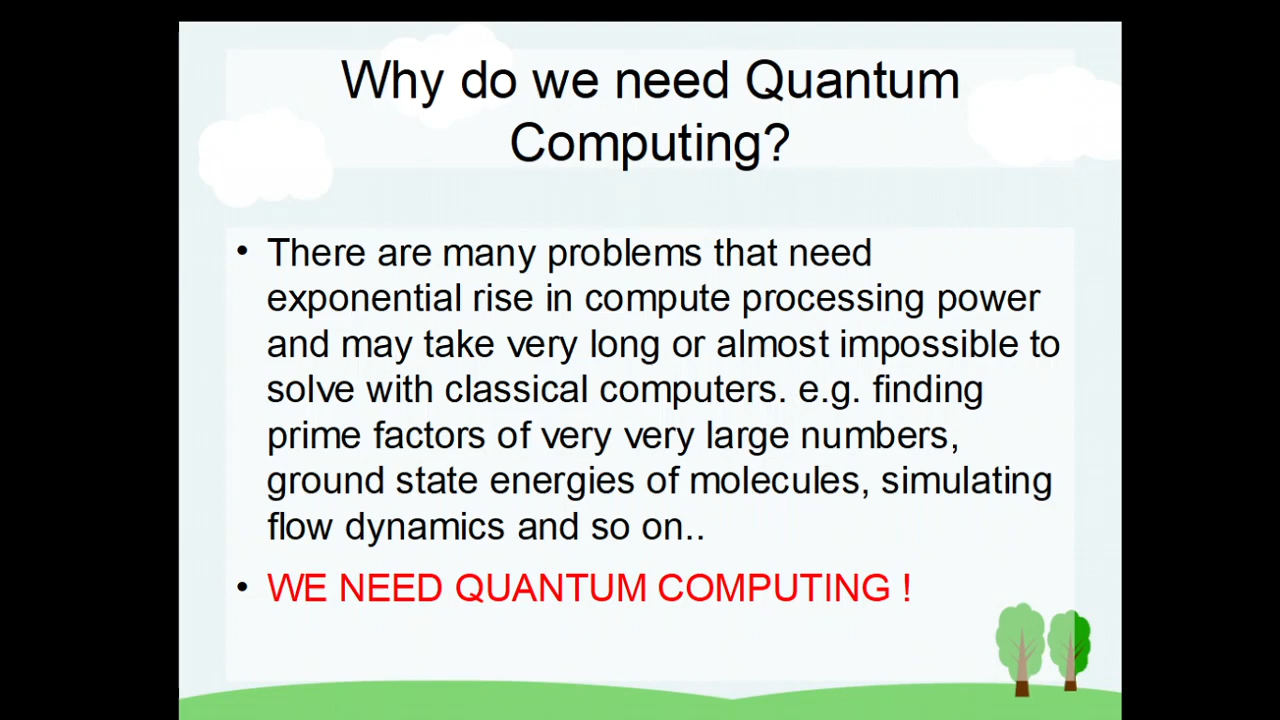 Why do we need Quantum
Computing?
• There are many problems that need
exponential rise in compute processing power
and may take very long or almost impossible to
solve with classical computers. e.g. finding
prime factors of very very large numbers,
ground state energies of molecules, simulating
flow dynamics and so on..
• WE NEED QUANTUM COMPUTING !